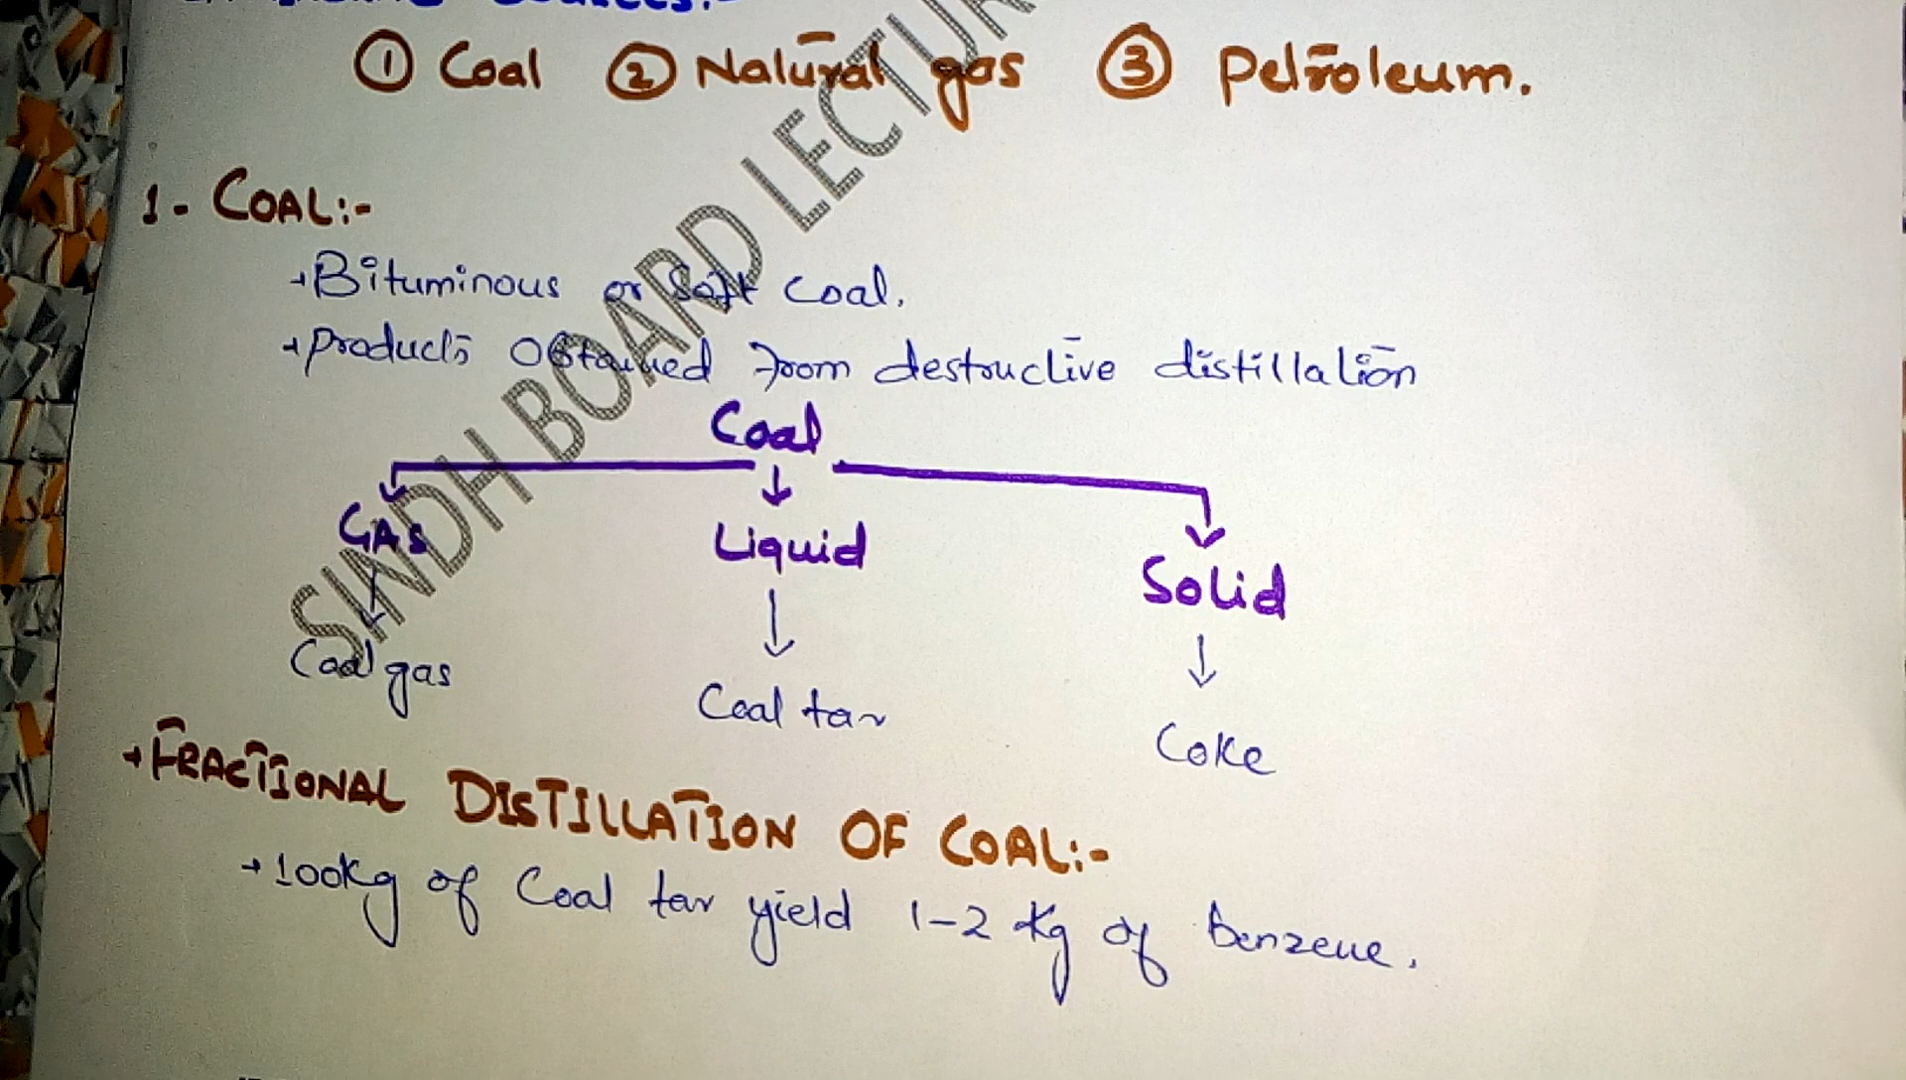 Sources:-
① Coal ② Natural gas ③ Petroleum.
1- COAL:-
→ Bituminous or Soft Coal.
→ Products Obtained From destructive distillation
Coal
GAS Liquid Solid
Coal gas Coal tar Coke
→ FRACTIONAL DISTILLATION OF COAL:-
→ 100Kg of Coal tar yield 1-2 Kg of benzene.
SINDH BOARD LECTUR